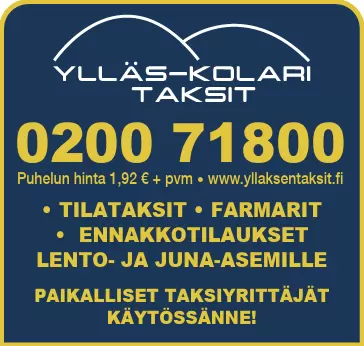 YLLÄS-KOLARI
TAKSIT
0200 71800
Puhelun hinta 1,92 € + pvm • www.yllaksentaksit.fi
• TILATAKSIT • FARMARIT
• ENNAKKOTILAUKSET
LENTO- JA JUNA-ASEMILLE
PAIKALLISET TAKSIYRITTÄJÄT
KÄYTÖSSÄNNE!